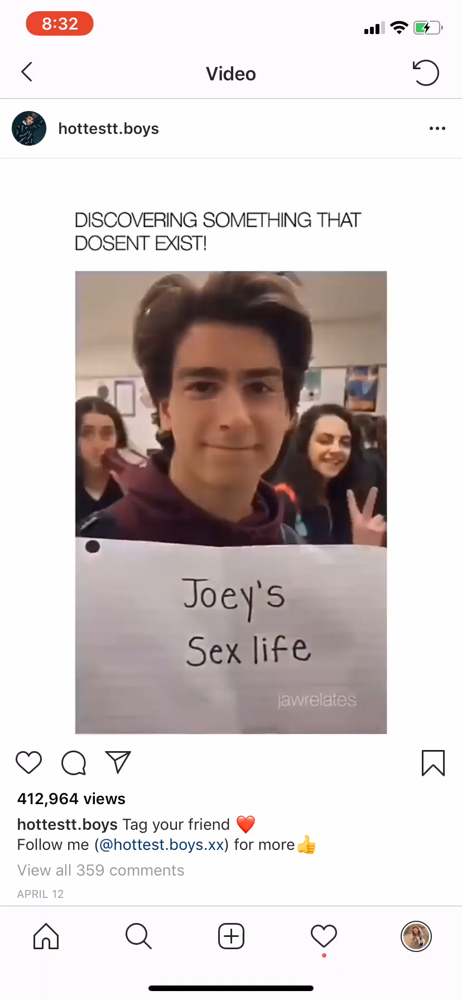 8:32
Video
hottestt.boys
DISCOVERING SOMETHING THAT
DOSENT EXIST!
Joey's
Sex life
jawrelates
412,964 views
hottestt.boys Tag your friend ❤️
Follow me (@hottest.boys.xx) for more👍
View all 359 comments
APRIL 12